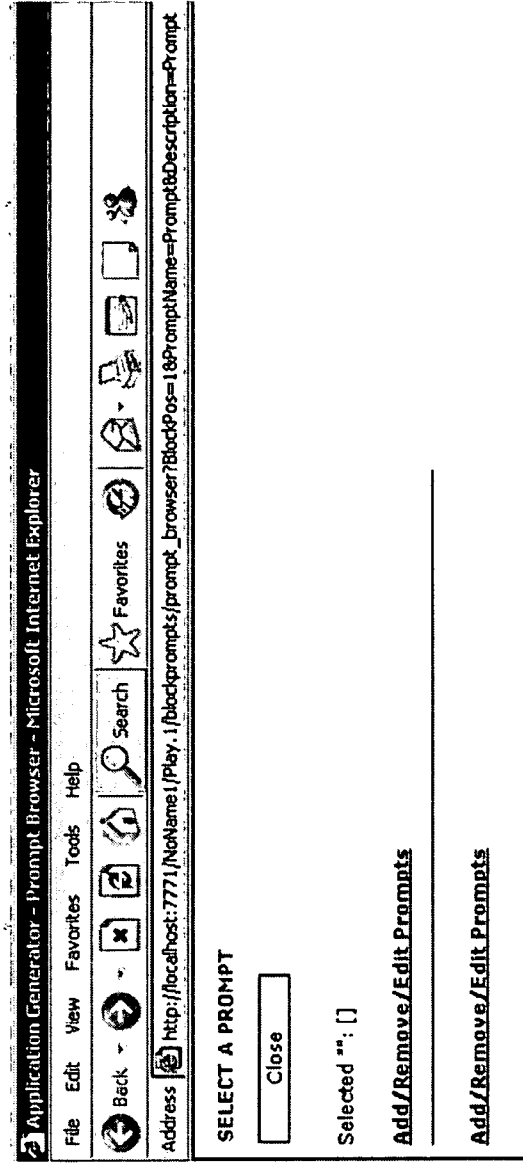 Application Generator - Prompt Browser - Microsoft Internet Explorer
File Edit View Favorites Tools Help
Back Search Favorites
Address http://localhost:7771/NoName1/Play.1/blockprompts/prompt_browser?BlockPos=1&PromptName=Prompt&Description=Prompt
SELECT A PROMPT
Close
Selected "": []
Add/Remove/Edit Prompts
Add/Remove/Edit Prompts